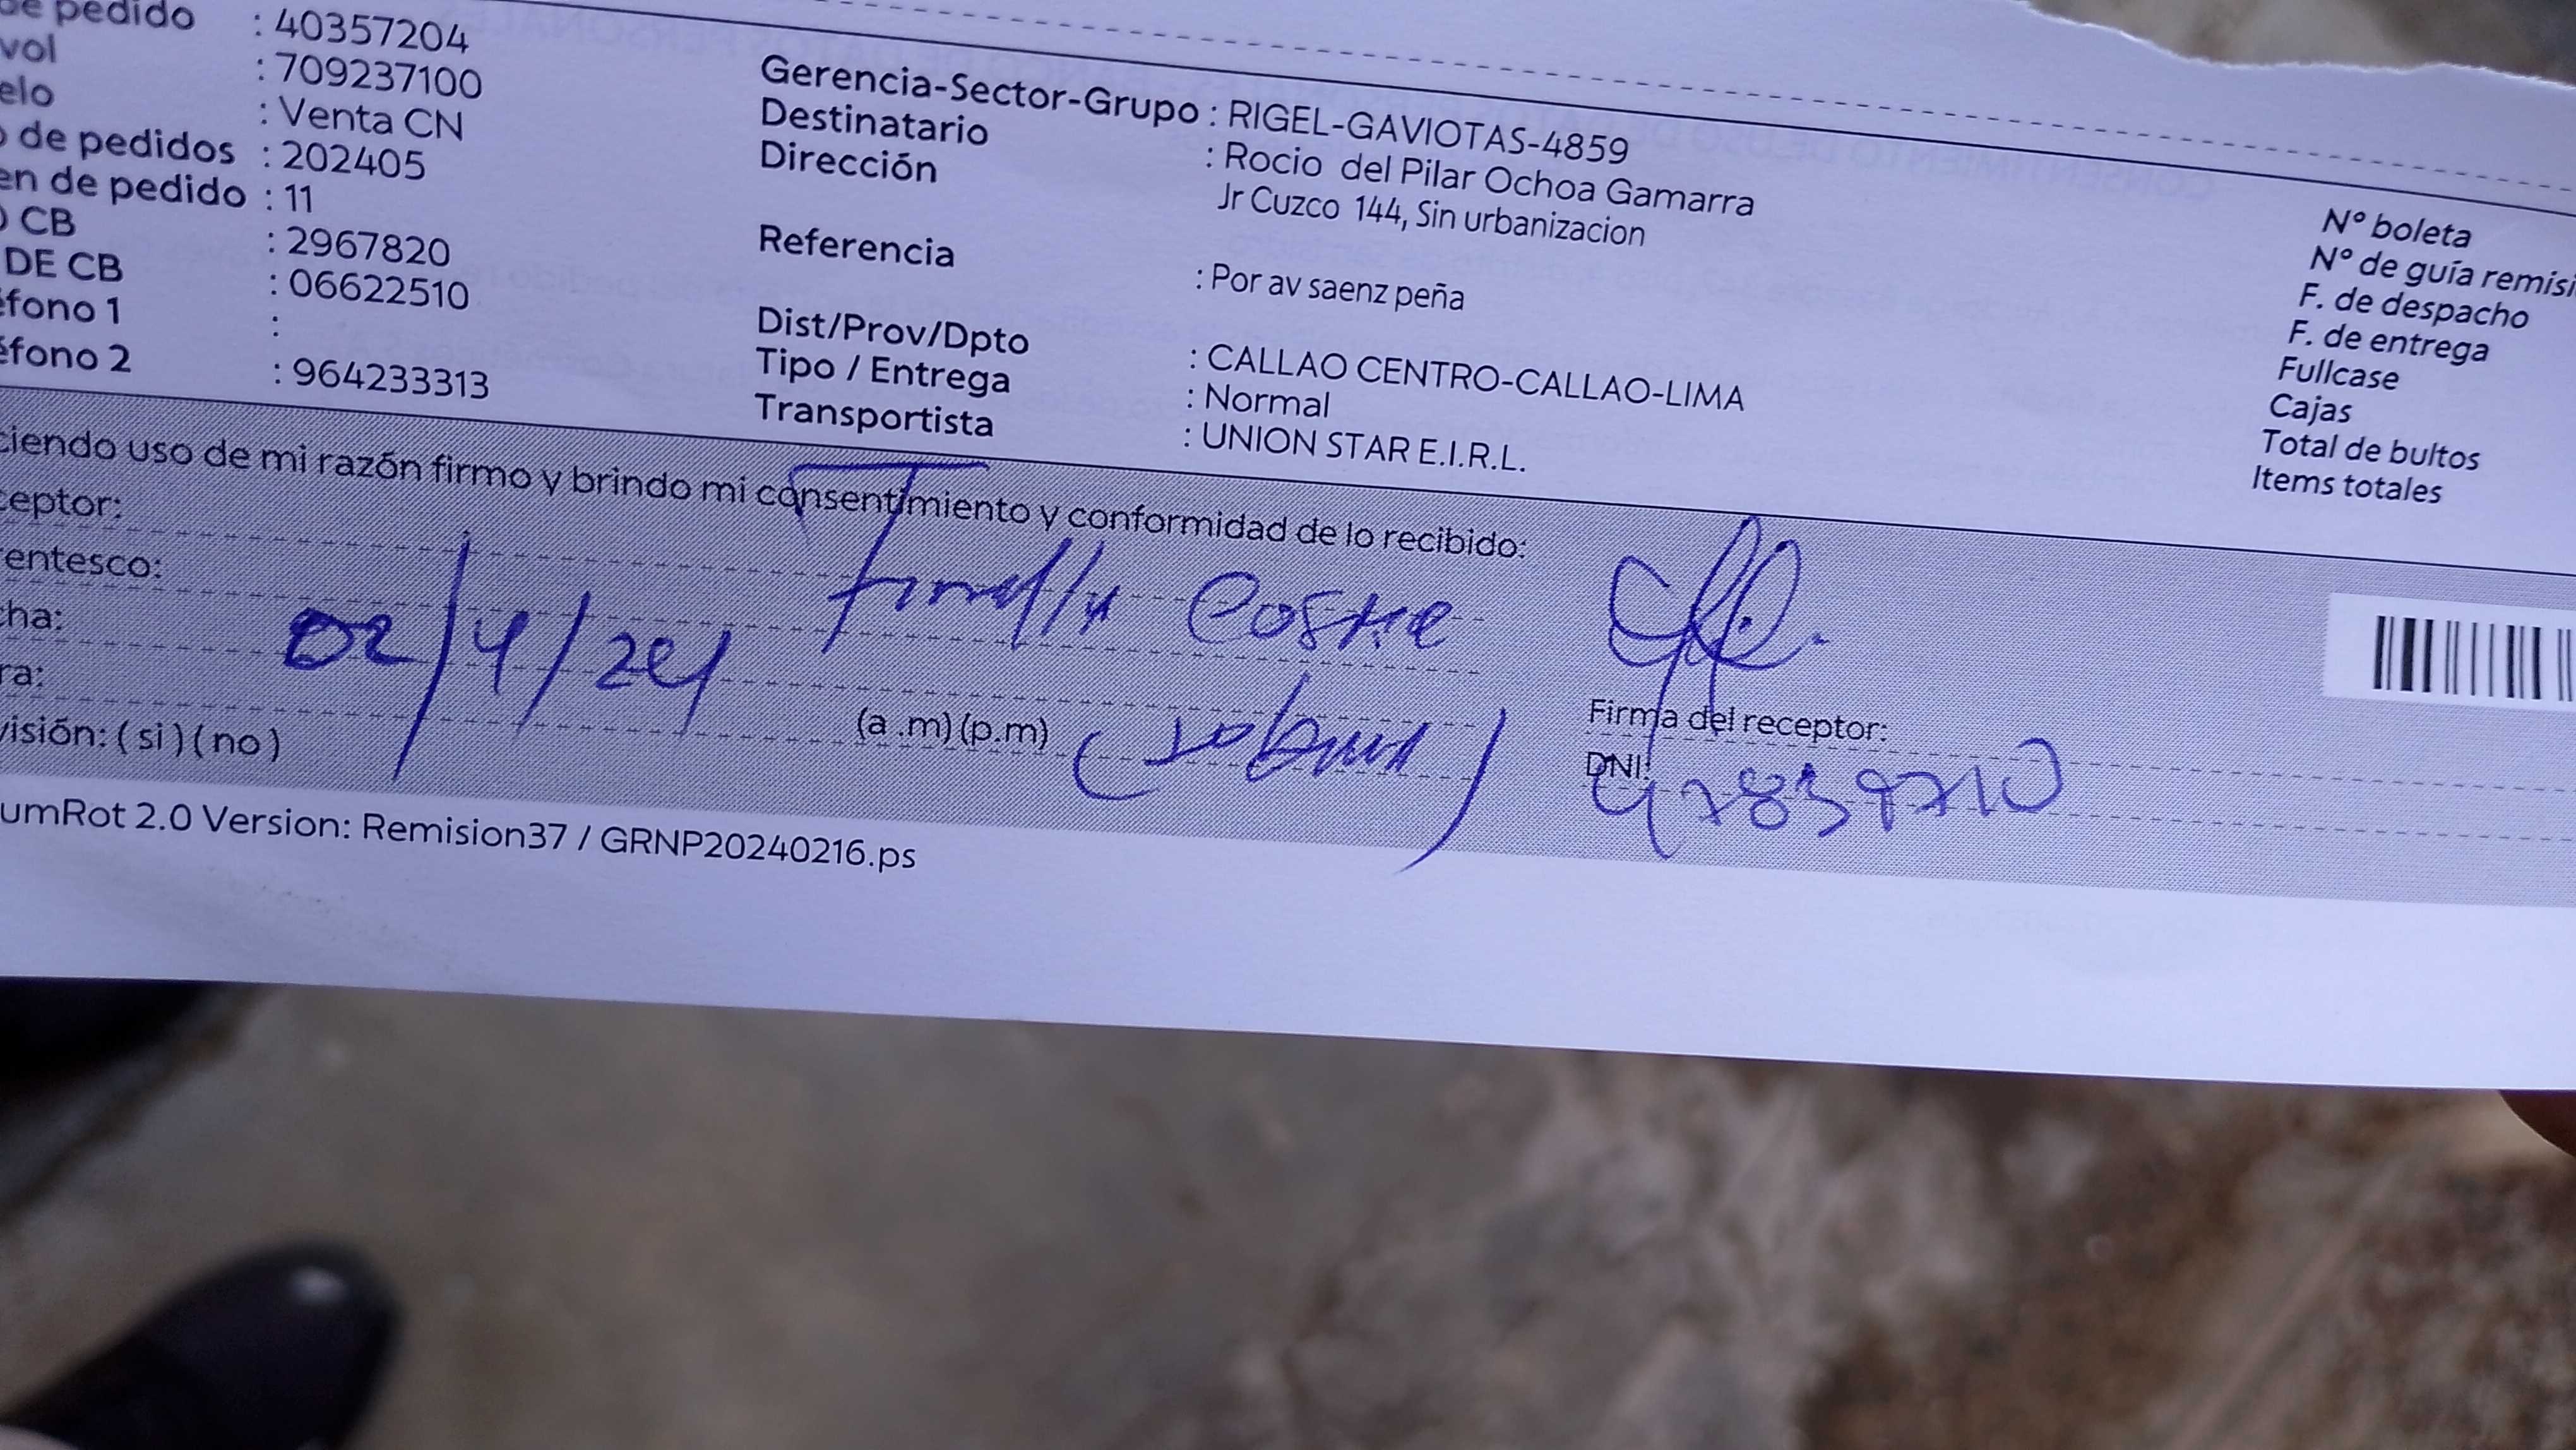 de pedido : 40357204
vol : 709237100
elo : Venta CN
o de pedidos : 202405
en de pedido : 11
O CB : 2967820
DE CB : 06622510
éfono 1 :
éfono 2 : 964233313
Gerencia-Sector-Grupo : RIGEL-GAVIOTAS-4859
Destinatario : Rocio del Pilar Ochoa Gamarra
Dirección Jr Cuzco 144, Sin urbanizacion
Referencia : Por av saenz peña
Dist/Prov/Dpto : CALLAO CENTRO-CALLAO-LIMA
Tipo / Entrega : Normal
Transportista : UNION STAR E.I.R.L.
Nº boleta
Nº de guía remisi
F. de despacho
F. de entrega
Fullcase
Cajas
Total de bultos
Items totales
ciendo uso de mi razón firmo y brindo mi consentimiento y conformidad de lo recibido:
ceptor:
entesco:
cha: 02/4/24
ra: (a .m) (p.m)
visión: ( si ) ( no )
Firma del receptor:
DNI:
umRot 2.0 Version: Remision37 / GRNP20240216.ps